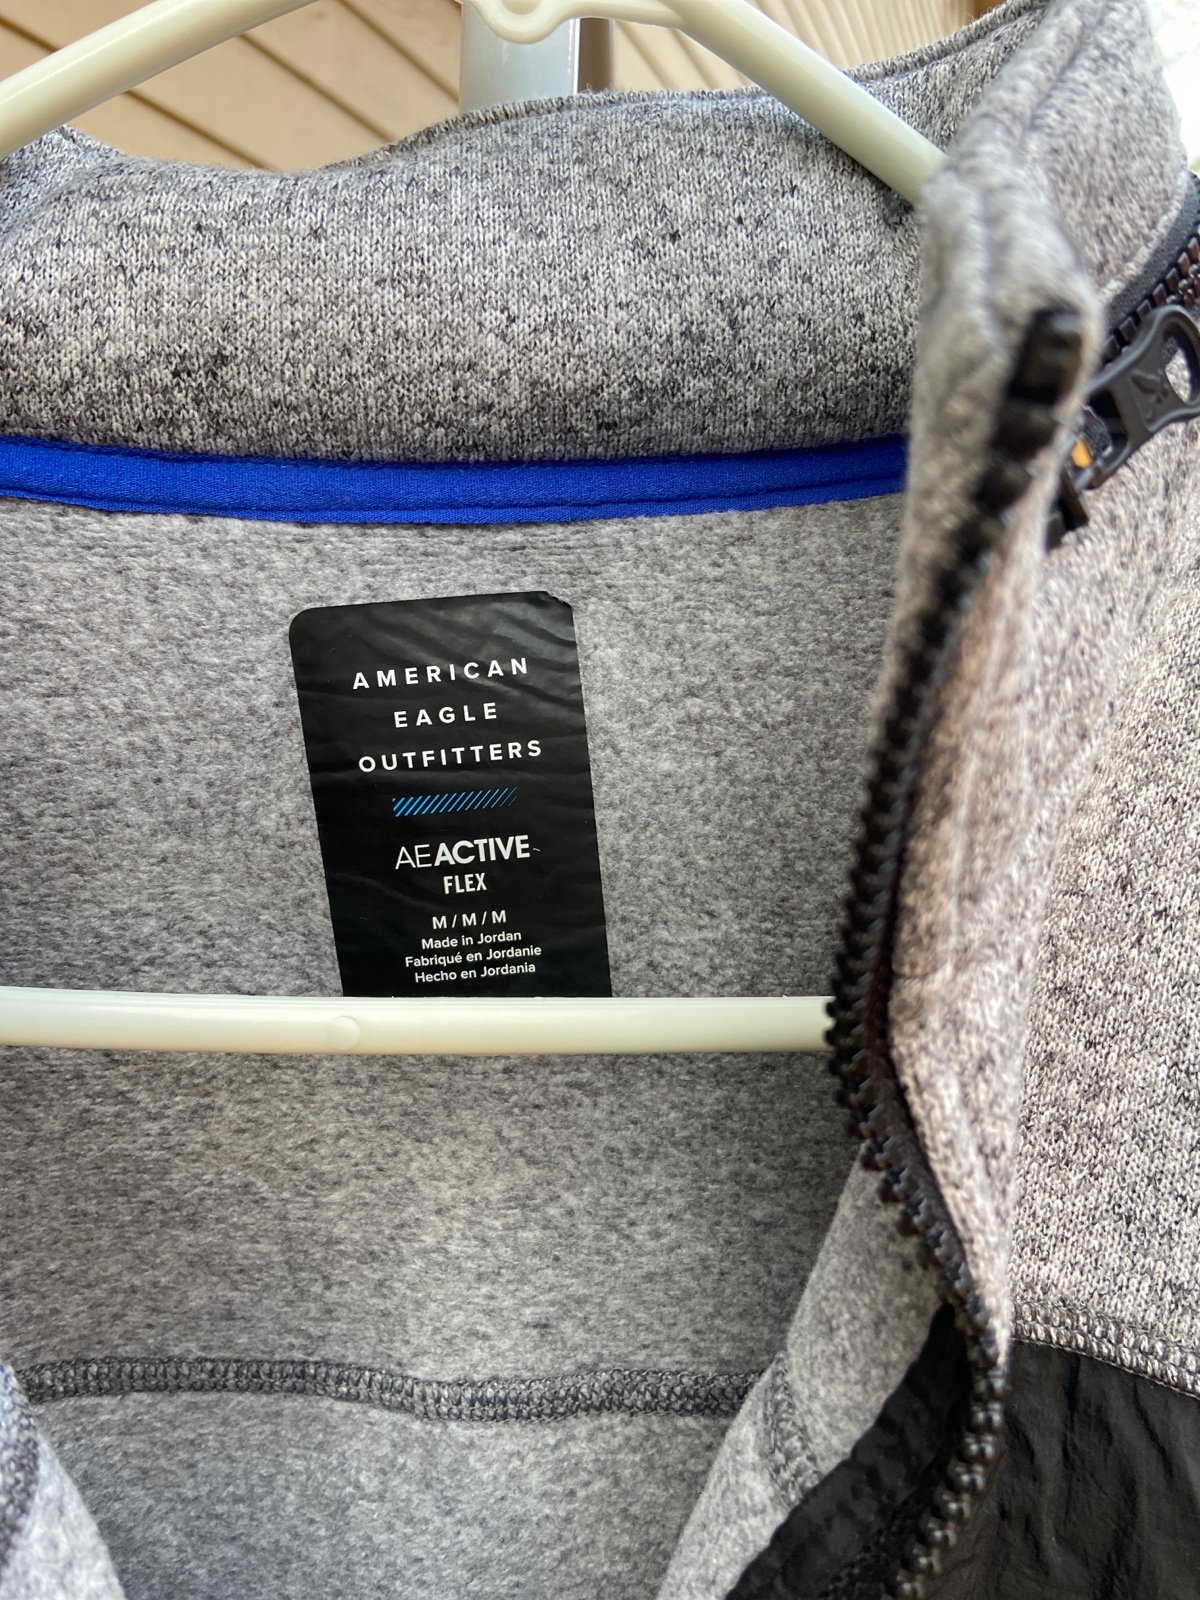 AMERICAN
EAGLE
OUTFITTERS
AEACTIVE
FLEX
M/M/M
Made in Jordan
Fabriqué en Jordanie
Hecho en Jordania